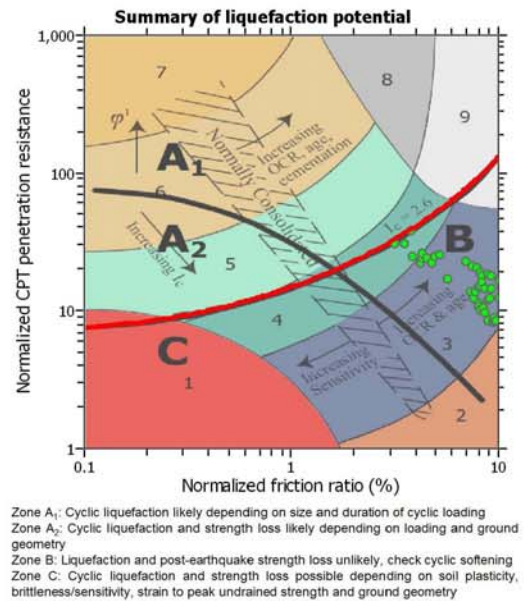 Summary of liquefaction potential
1,000
7
8
9
φ'
Increasing
OCR, age,
cementation
A1
Normally Consolidated
100
6
Ic = 2.6
A2
Increasing Ic
B
5
10
4
Increasing
OCR & age
C
3
Increasing
Sensitivity
1
2
1
0.1
1
10
Normalized CPT penetration resistance
Normalized friction ratio (%)
Zone A1: Cyclic liquefaction likely depending on size and duration of cyclic loading
Zone A2: Cyclic liquefaction and strength loss likely depending on loading and ground
geometry
Zone B: Liquefaction and post-earthquake strength loss unlikely, check cyclic softening
Zone C: Cyclic liquefaction and strength loss possible depending on soil plasticity,
brittleness/sensitivity, strain to peak undrained strength and ground geometry